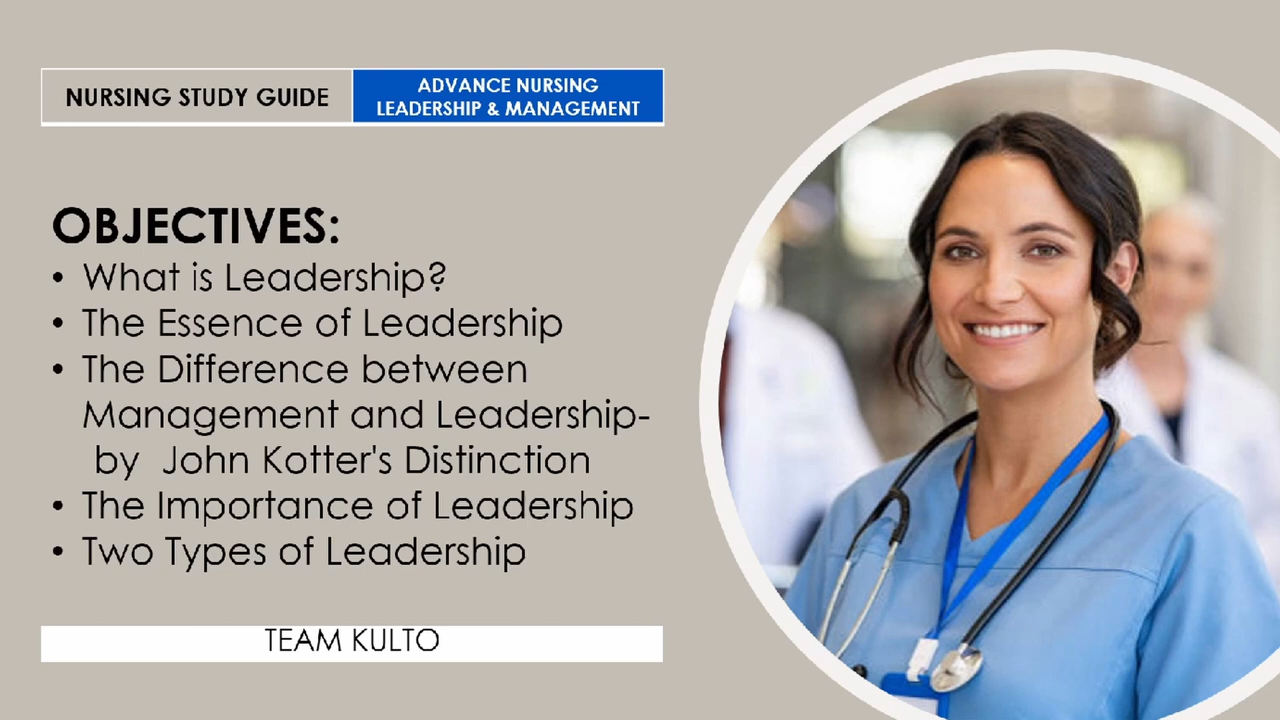 NURSING STUDY GUIDE
ADVANCE NURSING
LEADERSHIP & MANAGEMENT
OBJECTIVES:
• What is Leadership?
• The Essence of Leadership
• The Difference between
Management and Leadership-
by John Kotter's Distinction
• The Importance of Leadership
• Two Types of Leadership
TEAM KULTO